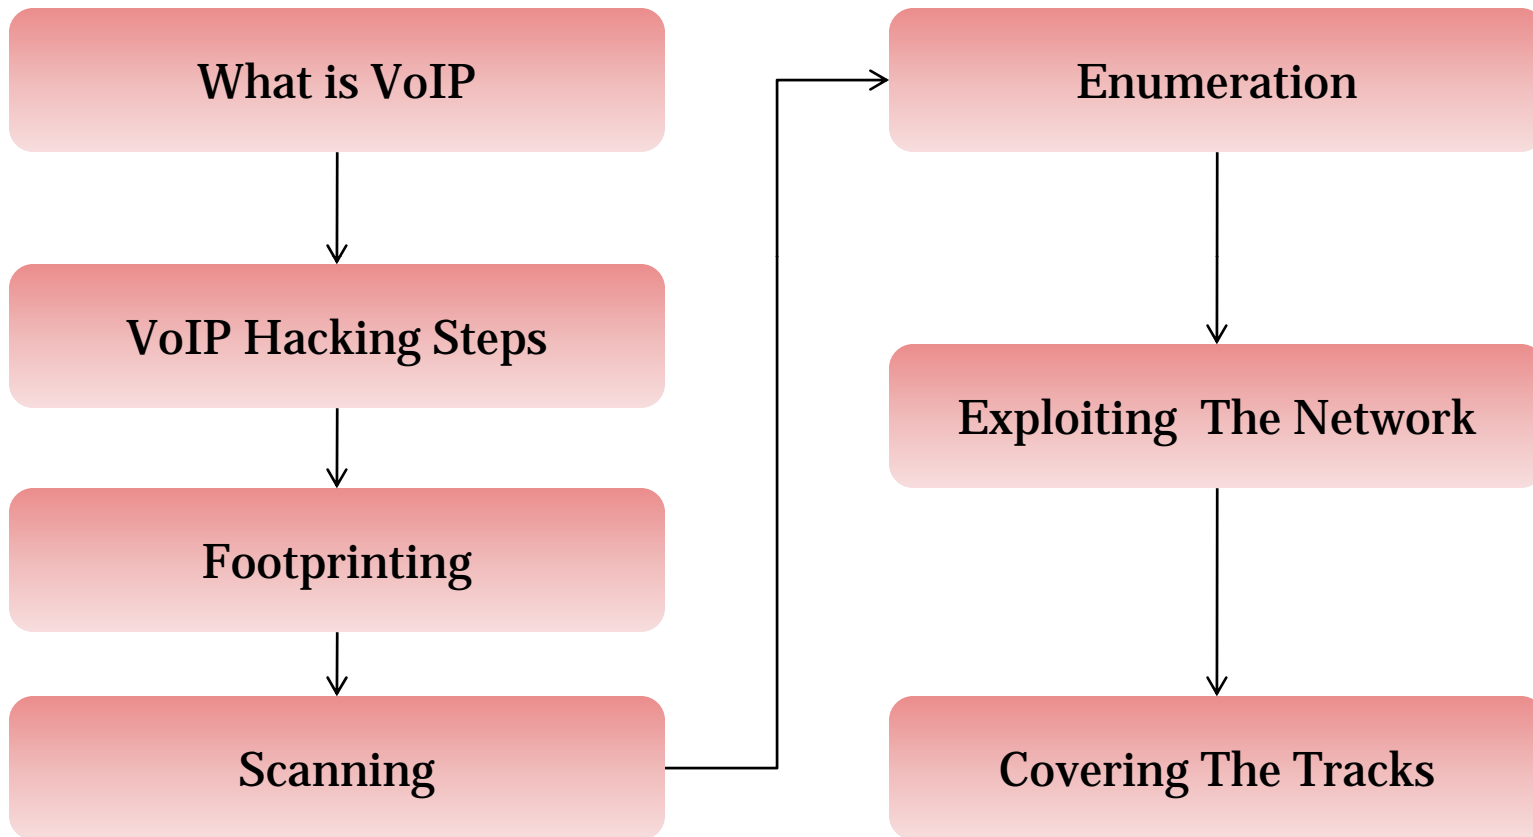 What is VoIP
VoIP Hacking Steps
Footprinting
Scanning
Enumeration
Exploiting The Network
Covering The Tracks